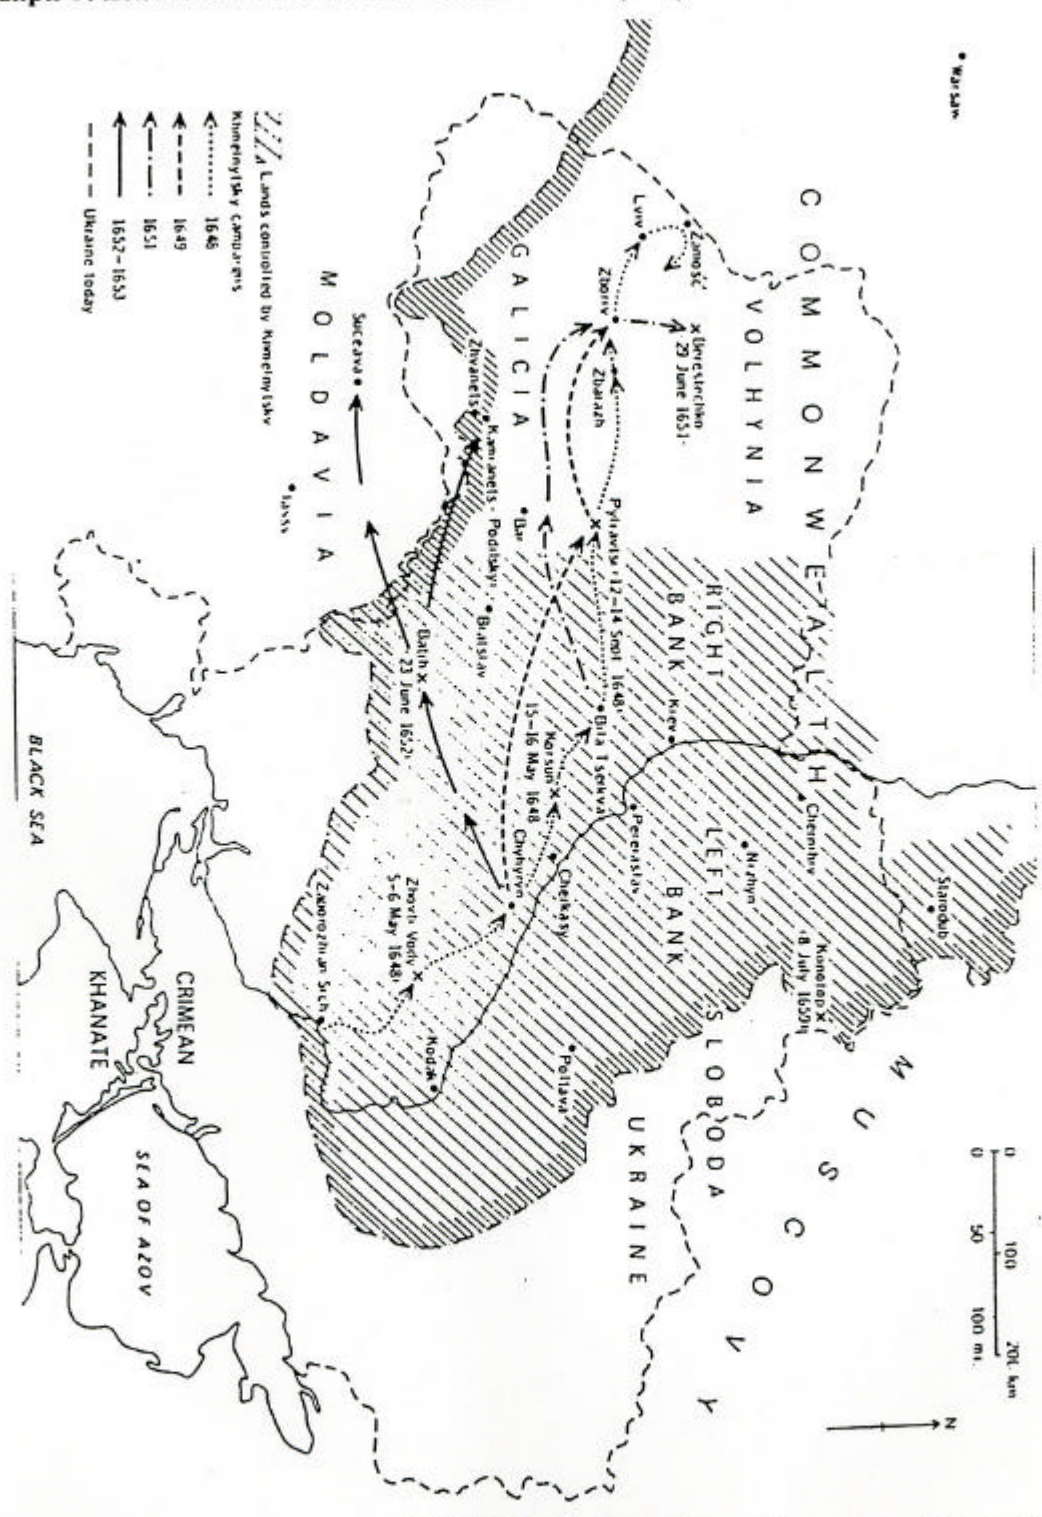 Warsaw
COMMONWEALTH
VOLHYNIA
GALICIA
MOLDAVIA
RIGHT
BANK
LEFT
BANK
SLOBODA
UKRAINE
MUSCOVY
Zamość
Lviv
Zboriv
Zbarazh
Berestechko
29 June 1651
Pyliavtsi 12-14 Sept 1648
Zhvanets
Kamianets-Podilskyi
Bar
Bratslav
Suceava
Iassy
Batih
23 June 1652
Kiev
Bila Tserkva
Korsun
15-16 May 1648
Pereiaslav
Cherkasy
Chyhyryn
Zhovti Vody
5-6 May 1648
Zaporozhian Sich
Kodak
Poltava
Nizhyn
Chernihiv
Starodub
Konotop
8 July 1659
BLACK SEA
CRIMEAN
KHANATE
SEA OF AZOV
Lands controlled by Khmelnytsky
Khmelnytsky campaigns
1648
1649
1651
1652-1653
Ukraine today
0 100 200 km
0 50 100 mi.
N